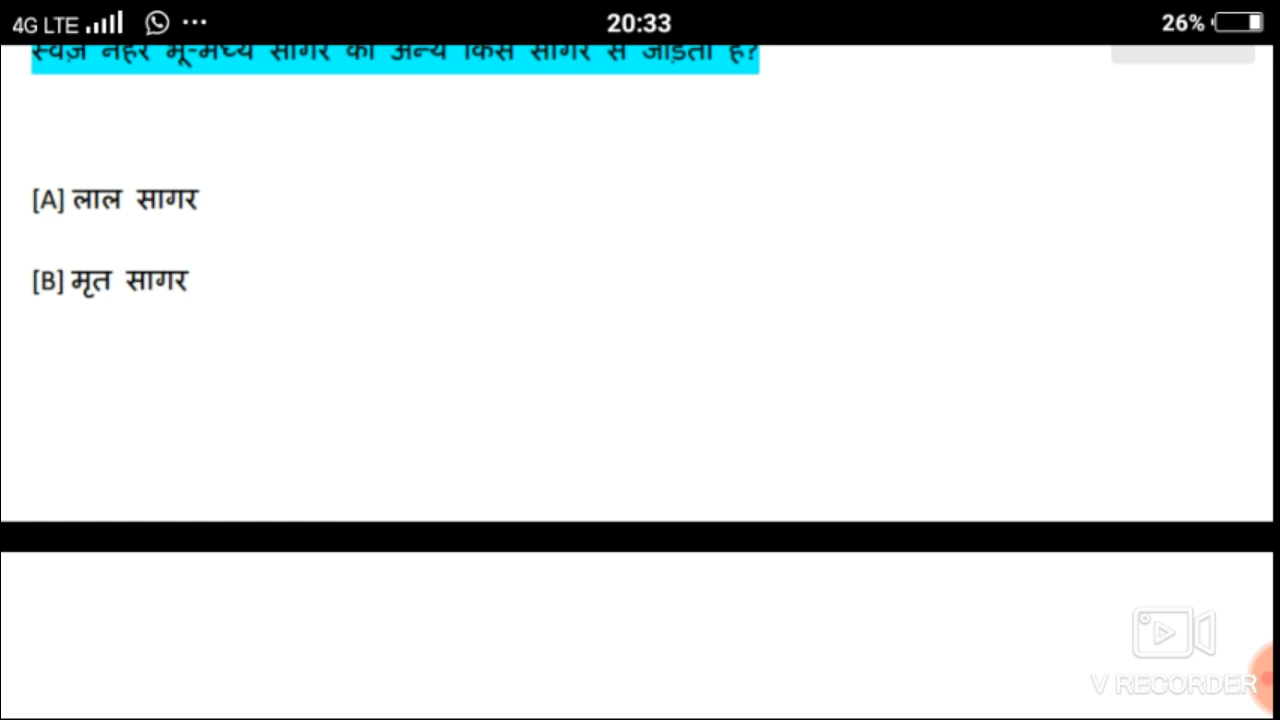 4G LTE 20:33 26%
स्वेज़ नहर भू-मध्य सागर को अन्य किस सागर से जोड़ती है?
[A] लाल सागर
[B] मृत सागर
V RECORDER